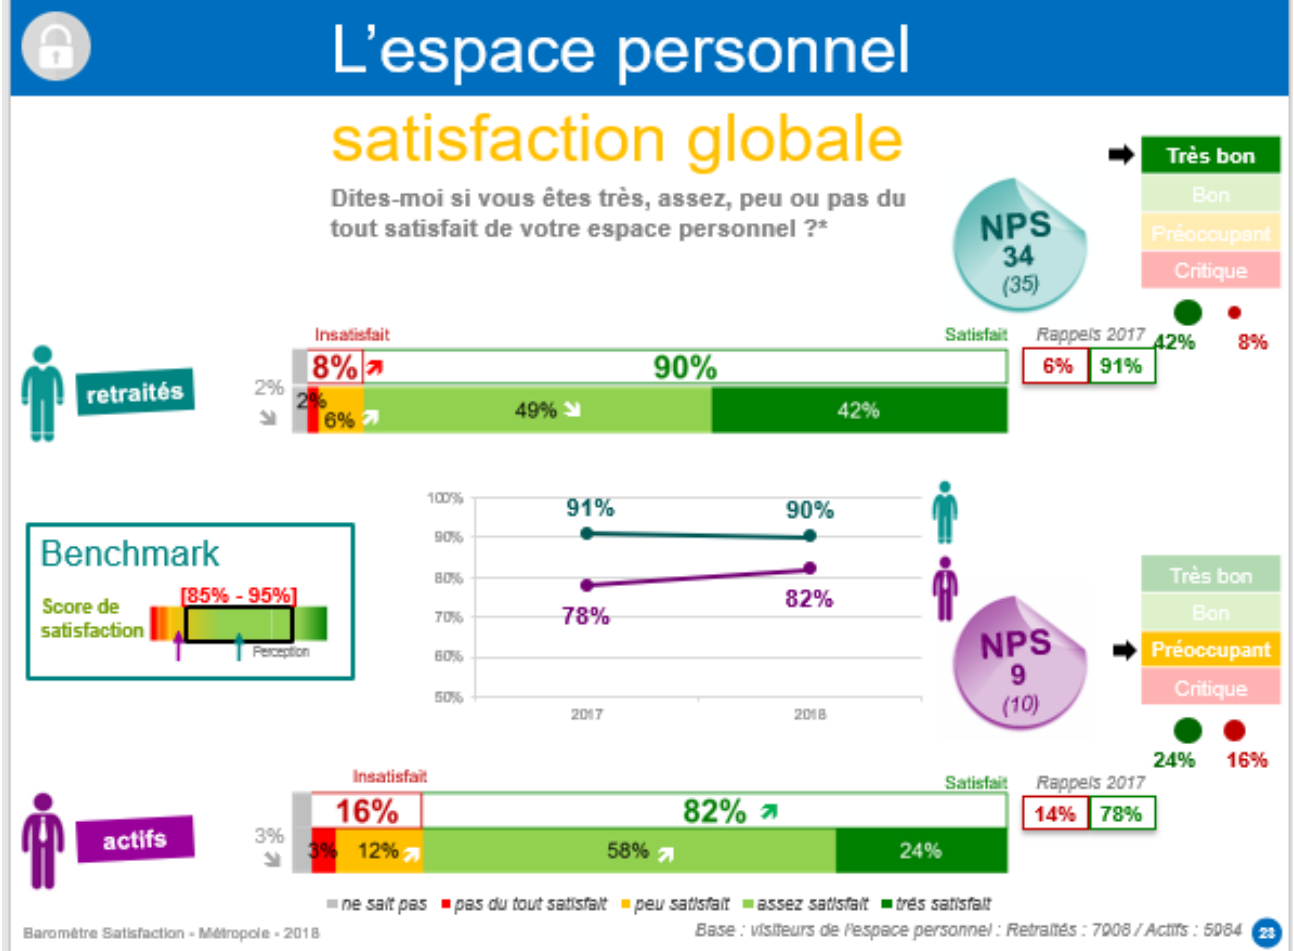 L'espace personnel
satisfaction globale
Dites-moi si vous êtes très, assez, peu ou pas du
tout satisfait de votre espace personnel ?*
NPS
34
(35)
Très bon
Bon
Préoccupant
Critique
42% 8%
Insatisfait Satisfait Rappels 2017
8% 90% 6% 91%
retraités
2%
2% 6% 49% 42%
Benchmark
[85% - 95%]
Score de
satisfaction
Perception
100%
90%
80%
70%
60%
50%
91% 90%
78% 82%
2017 2018
NPS
9
(10)
Très bon
Bon
Préoccupant
Critique
24% 16%
Insatisfait Satisfait Rappels 2017
16% 82% 14% 78%
actifs
3%
3% 12% 58% 24%
ne sait pas pas du tout satisfait peu satisfait assez satisfait très satisfait
Baromètre Satisfaction - Métropole - 2018
Base : visiteurs de l'espace personnel : Retraités : 7908 / Actifs : 5984
23